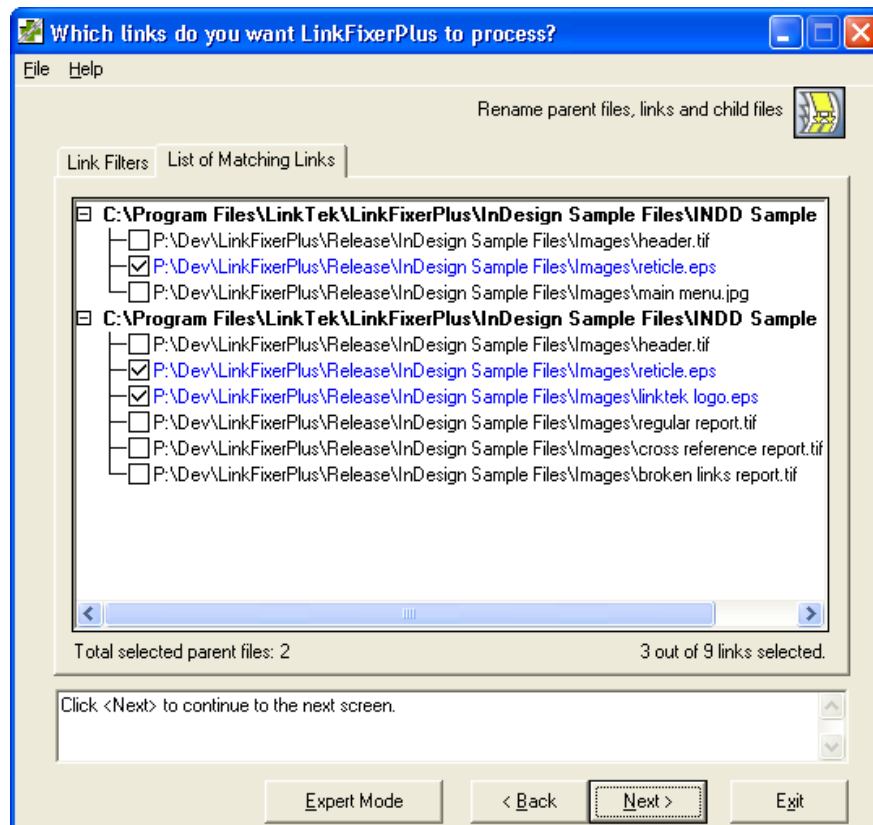 Which links do you want LinkFixerPlus to process?
File Help
Rename parent files, links and child files
Link Filters List of Matching Links
C:\Program Files\LinkTek\LinkFixerPlus\InDesign Sample Files\INDD Sample
P:\Dev\LinkFixerPlus\Release\InDesign Sample Files\Images\header.tif
P:\Dev\LinkFixerPlus\Release\InDesign Sample Files\Images\reticle.eps
P:\Dev\LinkFixerPlus\Release\InDesign Sample Files\Images\main menu.jpg
C:\Program Files\LinkTek\LinkFixerPlus\InDesign Sample Files\INDD Sample
P:\Dev\LinkFixerPlus\Release\InDesign Sample Files\Images\header.tif
P:\Dev\LinkFixerPlus\Release\InDesign Sample Files\Images\reticle.eps
P:\Dev\LinkFixerPlus\Release\InDesign Sample Files\Images\linktek logo.eps
P:\Dev\LinkFixerPlus\Release\InDesign Sample Files\Images\regular report.tif
P:\Dev\LinkFixerPlus\Release\InDesign Sample Files\Images\cross reference report.tif
P:\Dev\LinkFixerPlus\Release\InDesign Sample Files\Images\broken links report.tif
Total selected parent files: 2 3 out of 9 links selected.
Click <Next> to continue to the next screen.
Expert Mode < Back Next > Exit